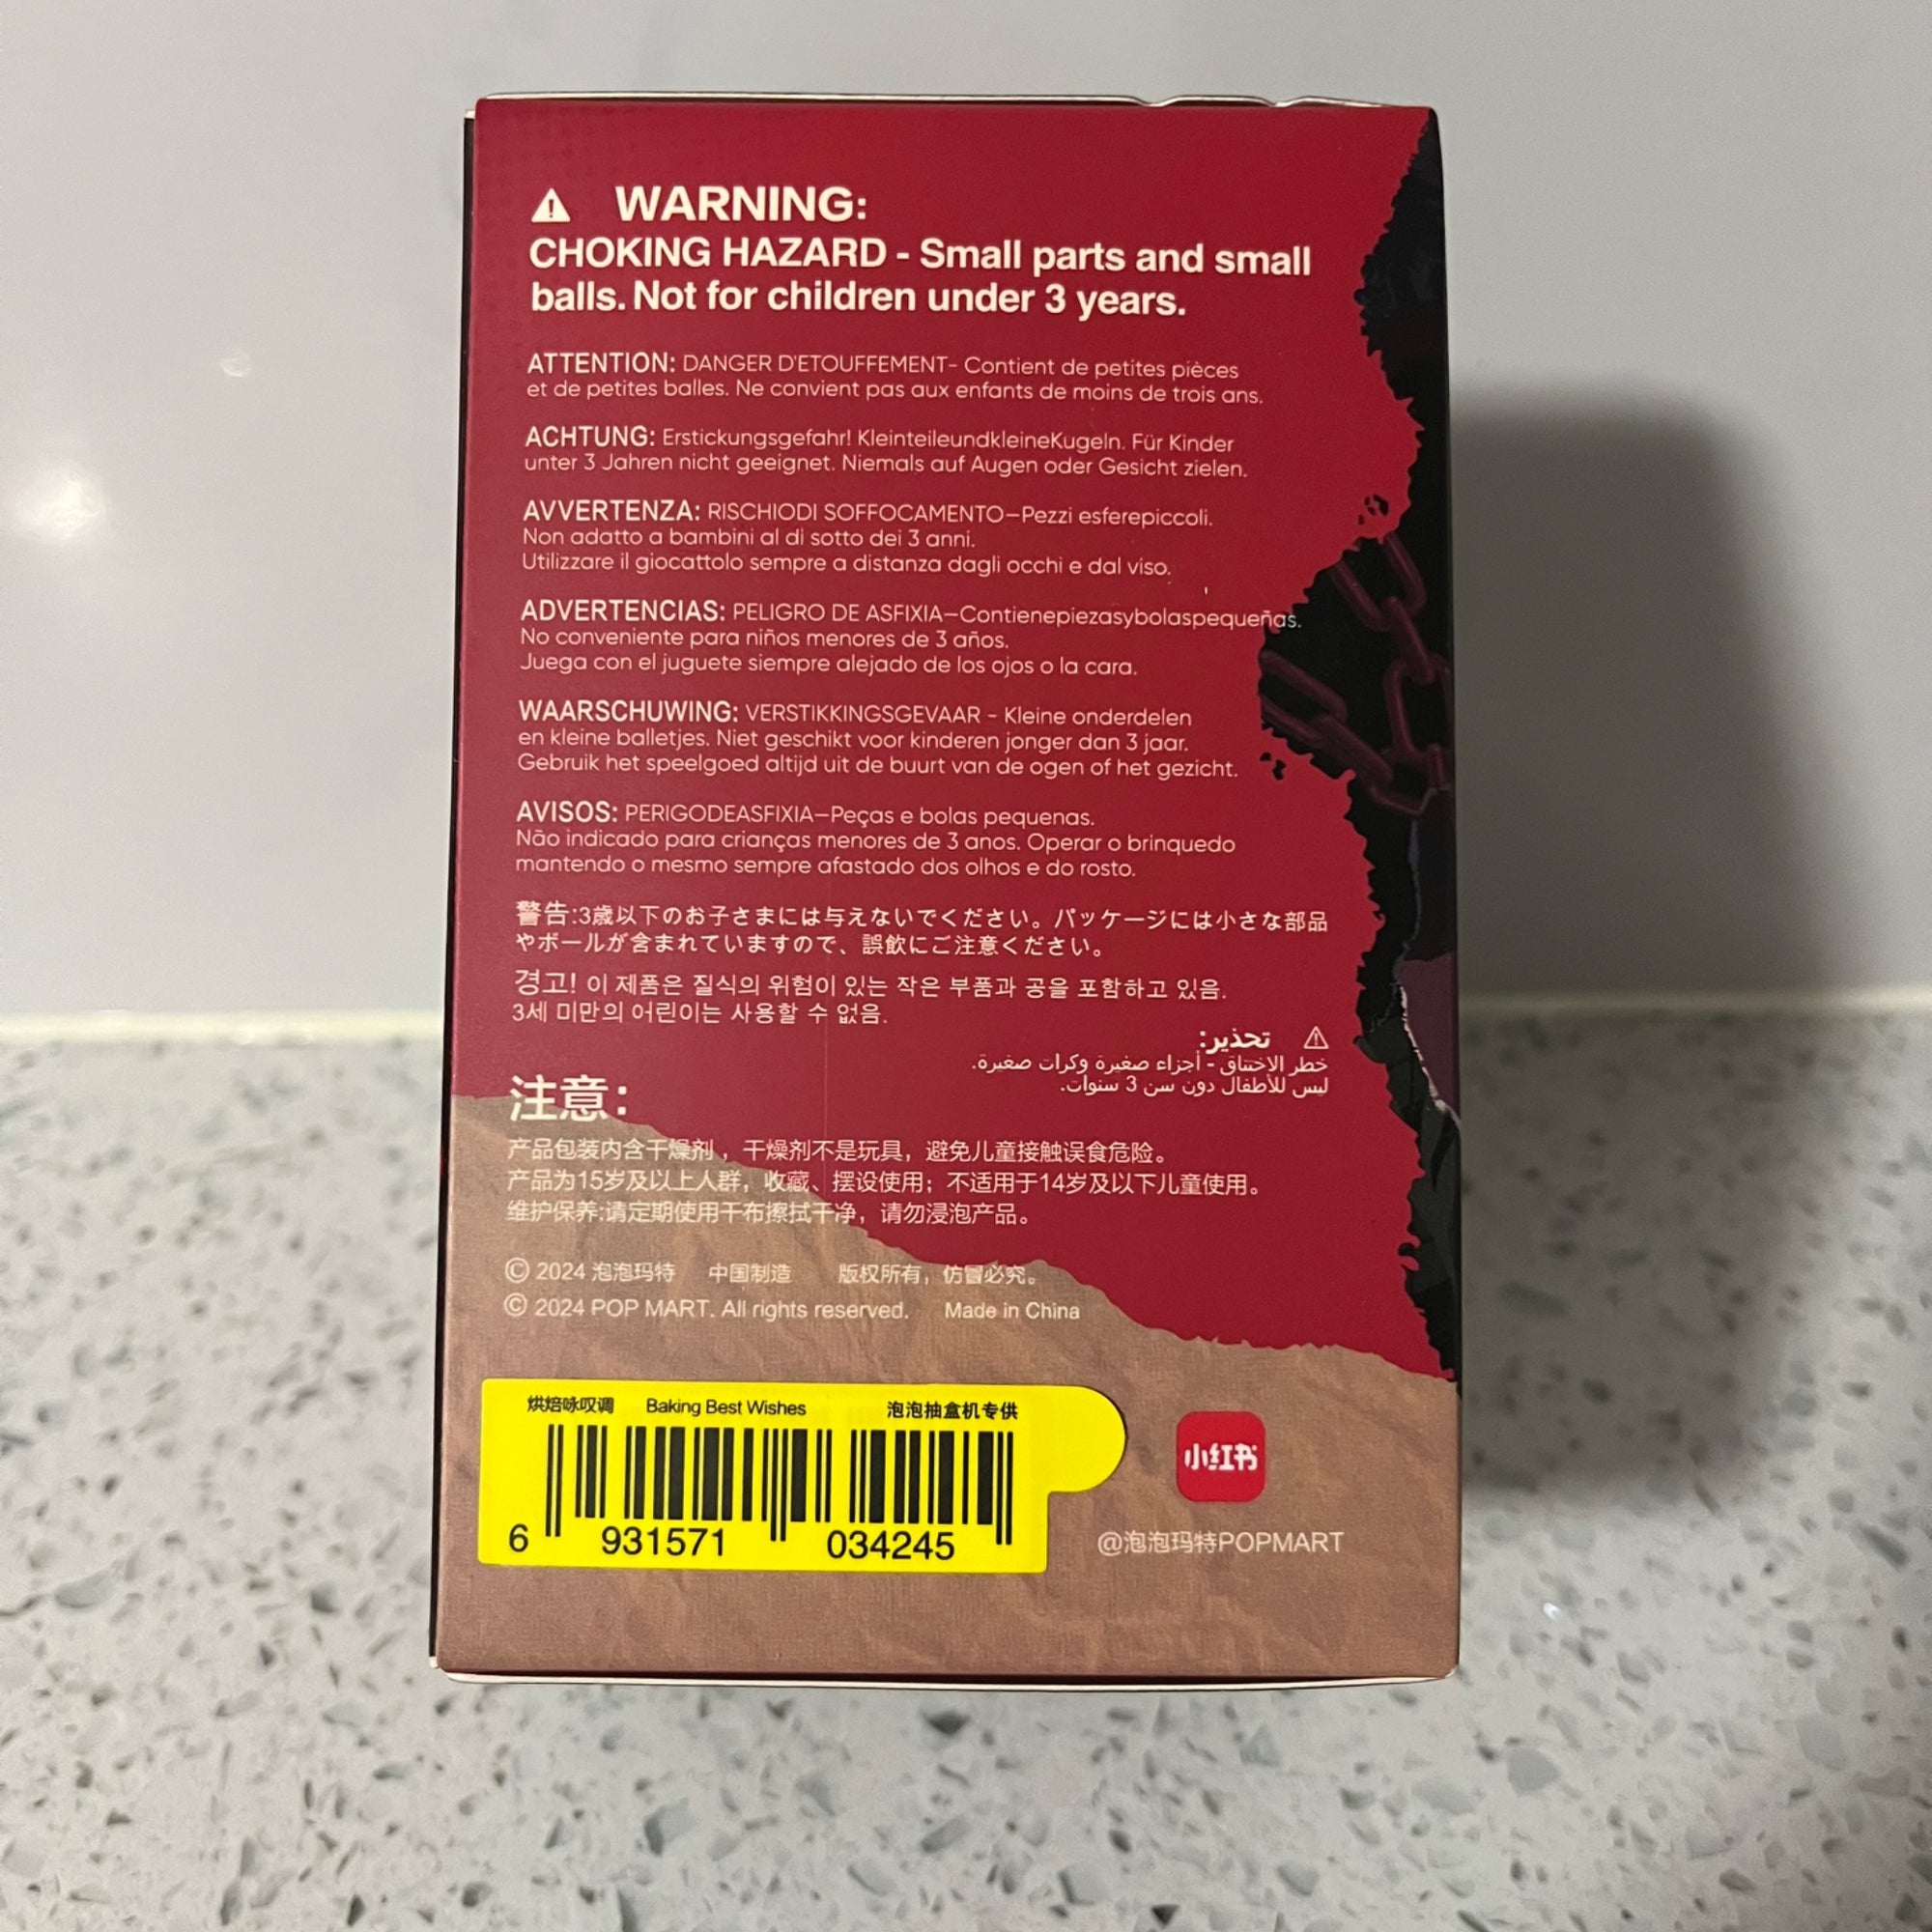 WARNING:
CHOKING HAZARD - Small parts and small
balls. Not for children under 3 years.
ATTENTION: DANGER D'ETOUFFEMENT- Contient de petites pièces
et de petites balles. Ne convient pas aux enfants de moins de trois ans.
ACHTUNG: Erstickungsgefahr! KleinteileundkleineKugeln. Für Kinder
unter 3 Jahren nicht geeignet. Niemals auf Augen oder Gesicht zielen.
AVVERTENZA: RISCHIODI SOFFOCAMENTO—Pezzi esferepiccoli.
Non adatto a bambini al di sotto dei 3 anni.
Utilizzare il giocattolo sempre a distanza dagli occhi e dal viso.
ADVERTENCIAS: PELIGRO DE ASFIXIA—Contienepiezasybolaspequeñas.
No conveniente para niños menores de 3 años.
Juega con el juguete siempre alejado de los ojos o la cara.
WAARSCHUWING: VERSTIKKINGSGEVAAR - Kleine onderdelen
en kleine balletjes. Niet geschikt voor kinderen jonger dan 3 jaar.
Gebruik het speelgoed altijd uit de buurt van de ogen of het gezicht.
AVISOS: PERIGODEASFIXIA—Peças e bolas pequenas.
Não indicado para crianças menores de 3 anos. Operar o brinquedo
mantendo o mesmo sempre afastado dos olhos e do rosto.
警告:3歳以下のお子さまには与えないでください。パッケージには小さな部品
やボールが含まれていますので、誤飲にご注意ください。
경고! 이 제품은 질식의 위험이 있는 작은 부품과 공을 포함하고 있음.
3세 미만의 어린이는 사용할 수 없음.
تحذير:
خطر الاختناق - أجزاء صغيرة وكرات صغيرة.
ليس للأطفال دون سن 3 سنوات.
注意：
产品包装内含干燥剂，干燥剂不是玩具，避免儿童接触误食危险。
产品为15岁及以上人群，收藏、摆设使用；不适用于14岁及以下儿童使用。
维护保养:请定期使用干布擦拭干净，请勿浸泡产品。
© 2024 泡泡玛特 中国制造 版权所有，仿冒必究。
© 2024 POP MART. All rights reserved. Made in China
烘焙咏叹调 Baking Best Wishes 泡泡抽盒机专供
6 931571 034245
小红书
@泡泡玛特POPMART